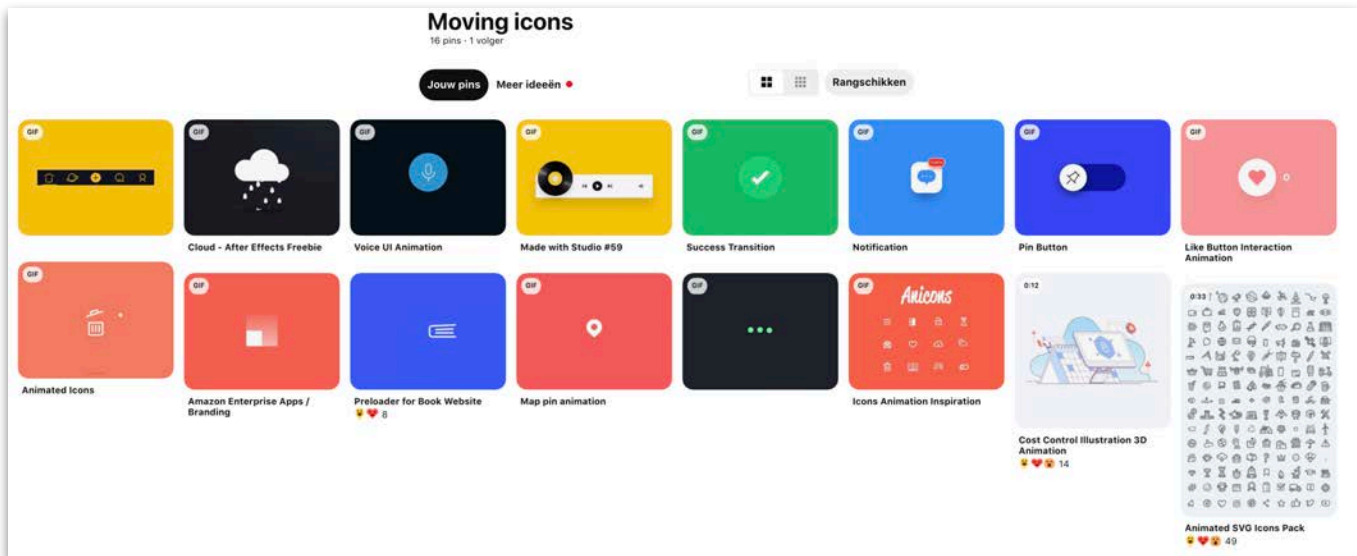 Moving icons
16 pins · 1 volger
Jouw pins
Meer ideeën
Rangschikken
GIF
GIF
GIF
GIF
GIF
GIF
GIF
GIF
Cloud - After Effects Freebie
Voice UI Animation
Made with Studio #59
Success Transition
Notification
Pin Button
Like Button Interaction
Animation
GIF
GIF
GIF
GIF
GIF
GIF
Anicons
0:12
0:33
Animated Icons
Amazon Enterprise Apps /
Branding
Preloader for Book Website
8
Map pin animation
Icons Animation Inspiration
Cost Control Illustration 3D
Animation
14
Animated SVG Icons Pack
49